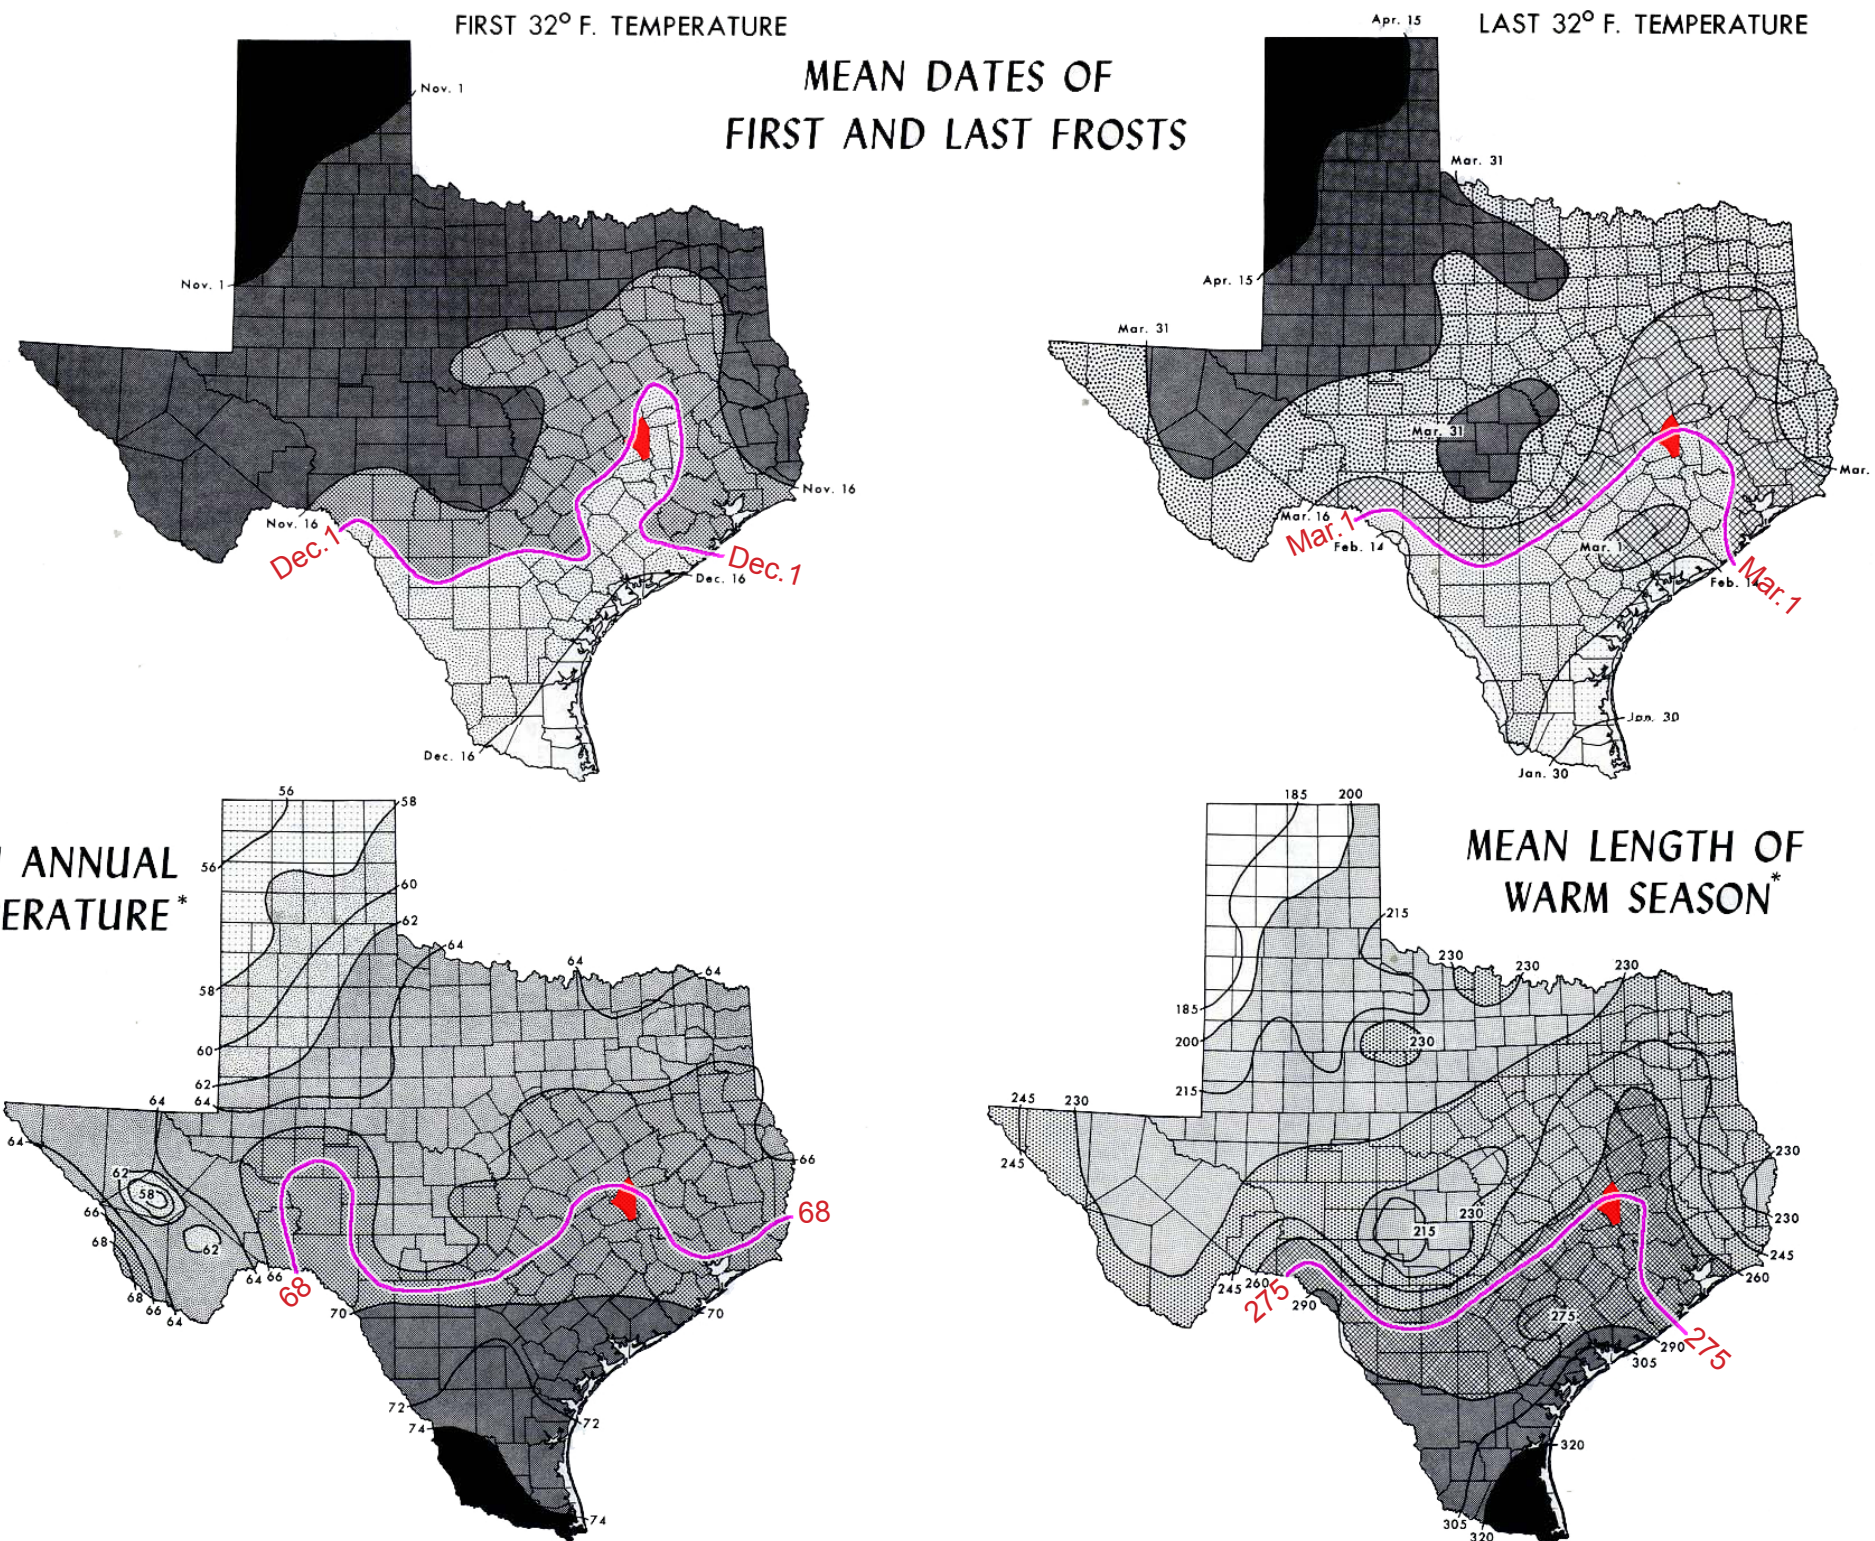 FIRST 32° F. TEMPERATURE
Apr. 15
LAST 32° F. TEMPERATURE
MEAN DATES OF
FIRST AND LAST FROSTS
Nov. 1
Mar. 31
Nov. 1
Apr. 15
Mar. 31
Mar. 31
Mar.
Nov. 16
Nov. 16
Mar. 16
Dec. 1
Mar. 1
Feb. 14
Mar. 1
Dec. 1
Dec. 16
Feb. 14
Mar. 1
Jan. 30
Dec. 16
Jan. 30
ANNUAL
ERATURE*
MEAN LENGTH OF
WARM SEASON*
56
58
56
60
62
64
64
64
58
60
62
64
64
64
62
58
66
66
68
62
68
64
66
68
70
70
68
66
64
72
72
74
74
185
200
215
230
230
230
185
200
230
215
245
230
245
230
230
215
230
245
260
245
260
275
290
275
290
275
305
320
305
320